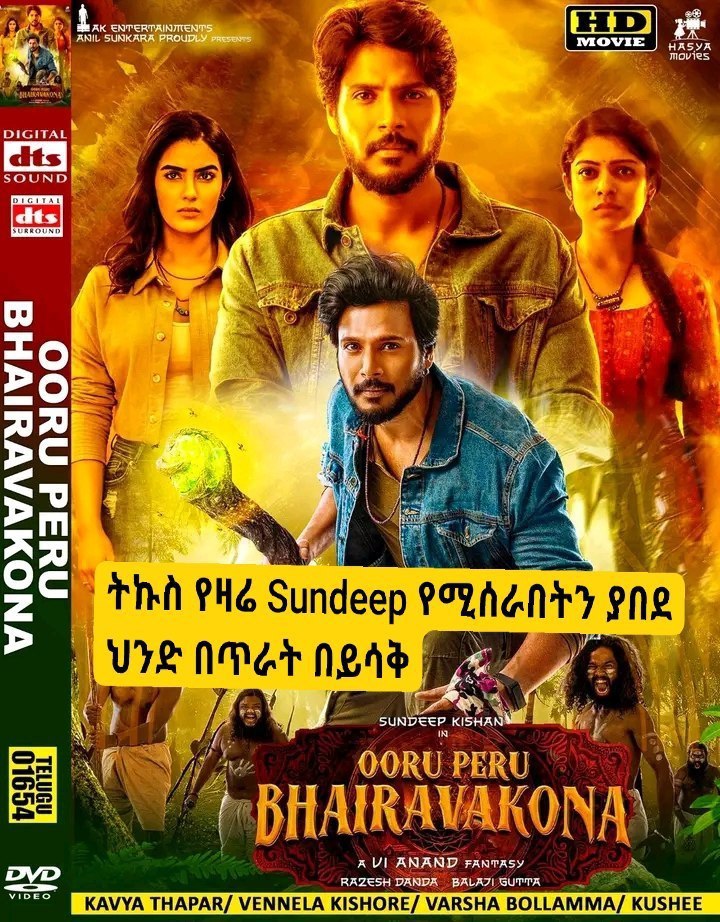 AK ENTERTAINMENTS
ANIL SUNKARA PROUDLY PRESENTS
HD
MOVIE
HASYA
MOVIES
DIGITAL
dts
SOUND
DIGITAL
dts
SURROUND
OORU PERU
BHAIRAVAKONA
TELUGU
01654
DVD
VIDEO
ትኩስ የዛሬ Sundeep የሚሰራበትን ያበደ
ህንድ በጥራት በይሳቅ
SUNDEEP KISHAN
IN
OORU PERU
BHAIRAVAKONA
A VI ANAND FANTASY
RAZESH DANDA BALAJI GUTTA
KAVYA THAPAR/ VENNELA KISHORE/ VARSHA BOLLAMMA/ KUSHEE